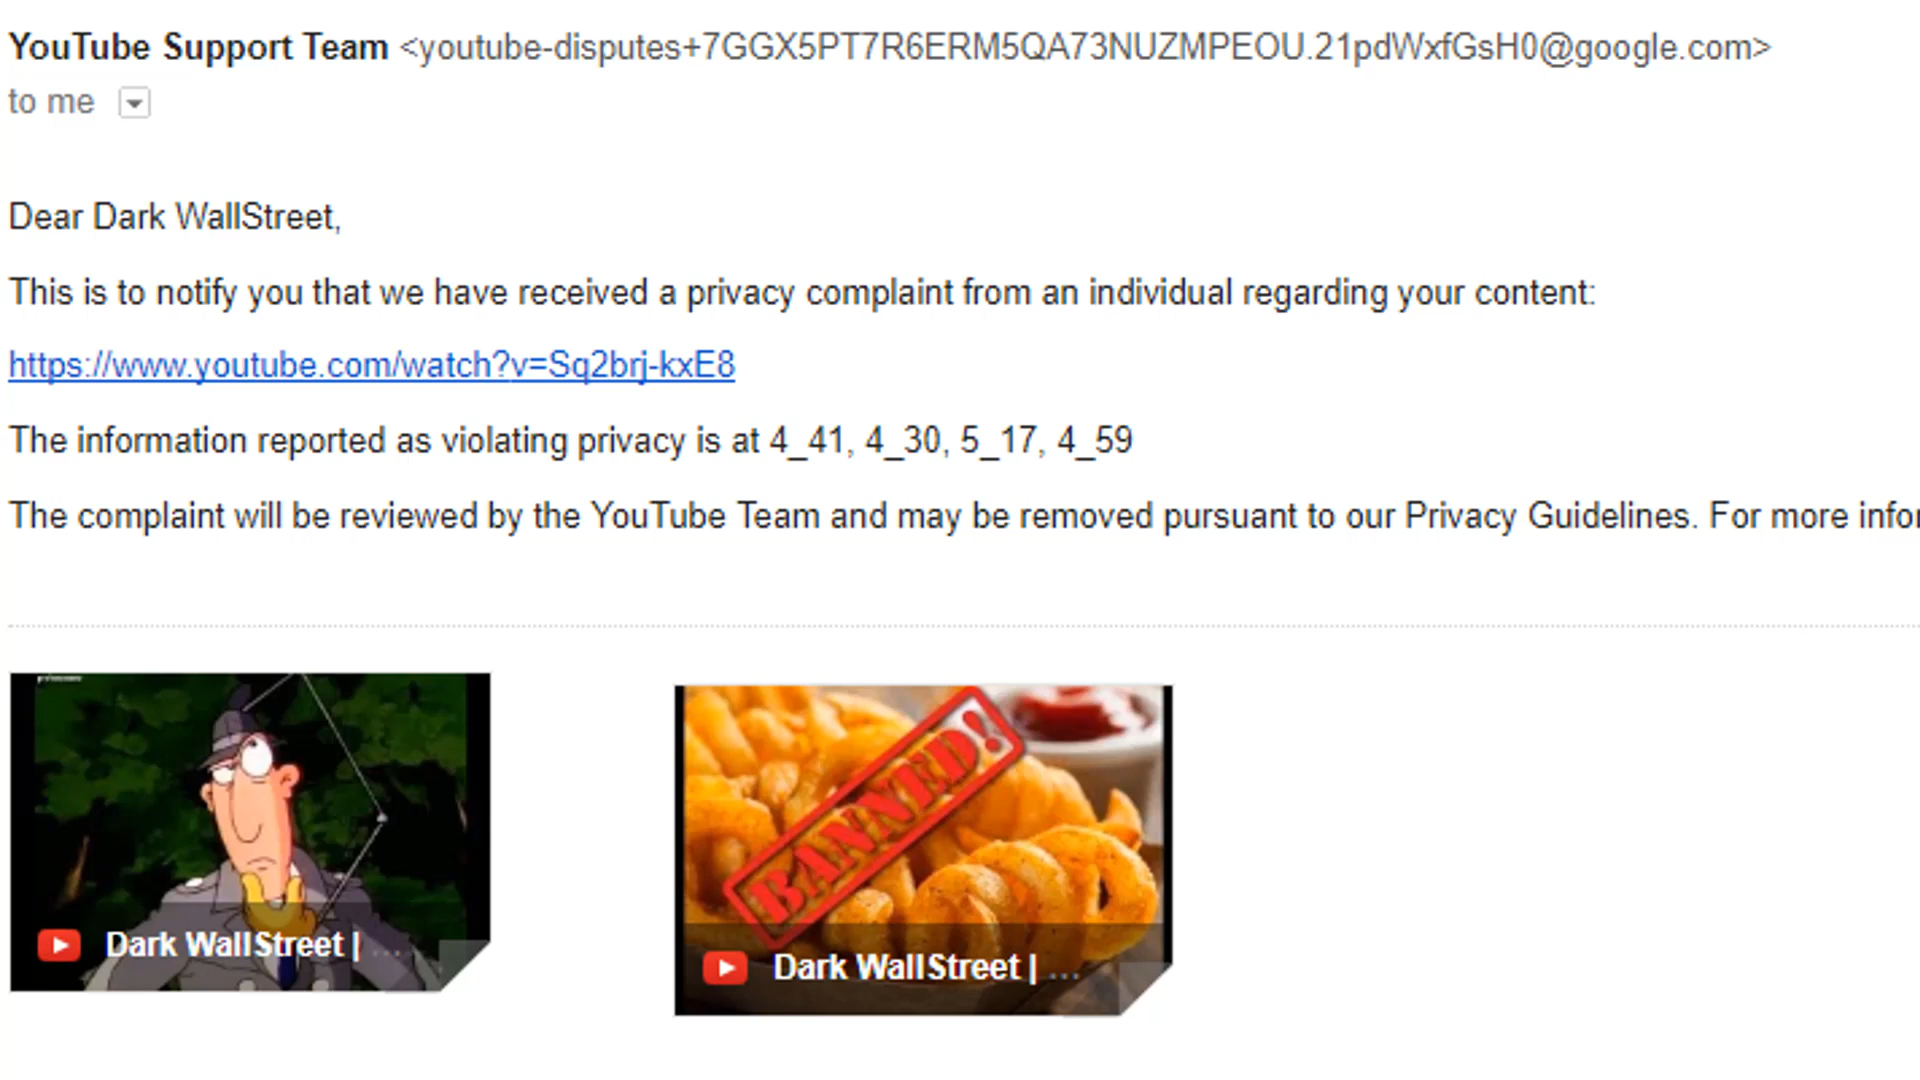 YouTube Support Team <youtube-disputes+7GGX5PT7R6ERM5QA73NUZMPEOU.21pdWxfGsH0@google.com>
to me
Dear Dark WallStreet,
This is to notify you that we have received a privacy complaint from an individual regarding your content:
https://www.youtube.com/watch?v=Sq2brj-kxE8
The information reported as violating privacy is at 4_41, 4_30, 5_17, 4_59
The complaint will be reviewed by the YouTube Team and may be removed pursuant to our Privacy Guidelines. For more infor
BANNED!
Dark WallStreet | ...
Dark WallStreet | ...